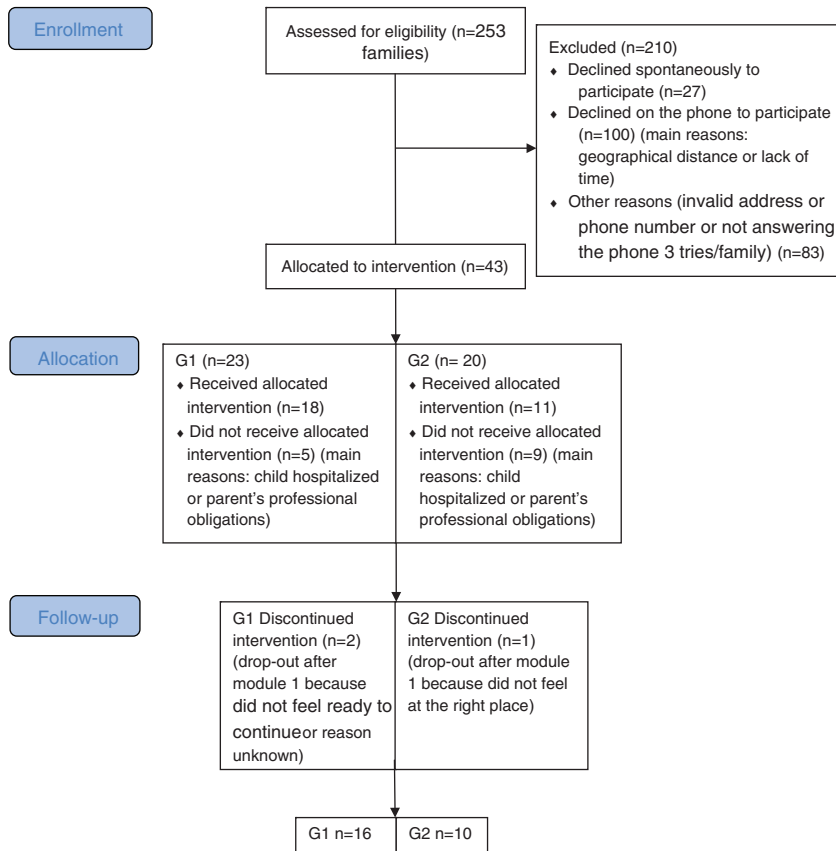 Enrollment
Assessed for eligibility (n=253
families)
Excluded (n=210)
♦ Declined spontaneously to
participate (n=27)
♦ Declined on the phone to participate
(n=100) (main reasons:
geographical distance or lack of
time)
♦ Other reasons (invalid address or
phone number or not answering
the phone 3 tries/family) (n=83)
Allocated to intervention (n=43)
Allocation
G1 (n=23)
♦ Received allocated
intervention (n=18)
♦ Did not receive allocated
intervention (n=5) (main
reasons: child hospitalized
or parent's professional
obligations)
G2 (n= 20)
♦ Received allocated
intervention (n=11)
♦ Did not receive allocated
intervention (n=9) (main
reasons: child
hospitalized or parent's
professional obligations)
Follow-up
G1 Discontinued
intervention (n=2)
(drop-out after
module 1 because
did not feel ready to
continueor reason
unknown)
G2 Discontinued
intervention (n=1)
(drop-out after module
1 because did not feel
at the right place)
G1 n=16
G2 n=10